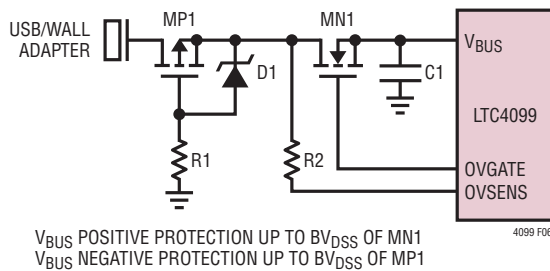 USB/WALL
ADAPTER
MP1
D1
R1
R2
MN1
C1
VBUS
LTC4099
OVGATE
OVSENS
VBUS POSITIVE PROTECTION UP TO BVDSS OF MN1
VBUS NEGATIVE PROTECTION UP TO BVDSS OF MP1
4099 F06